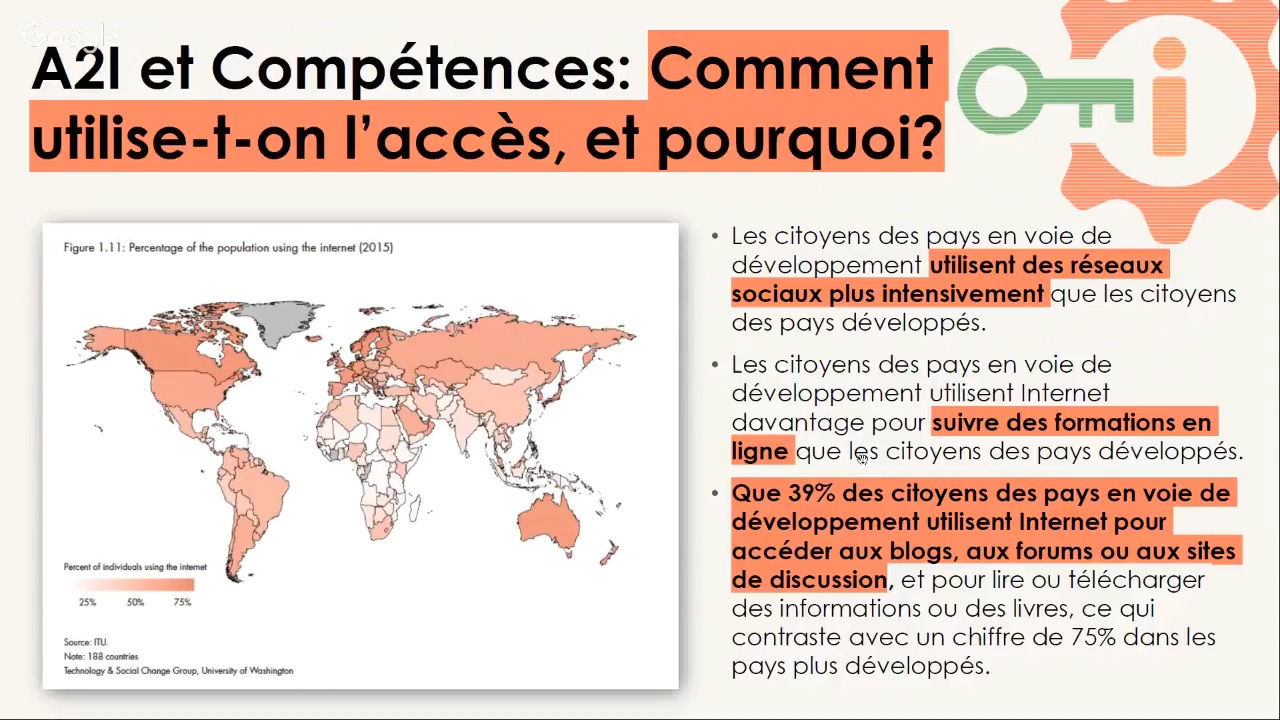 Google
A2I et Compétences: Comment
utilise-t-on l'accès, et pourquoi?
i
Figure 1.11: Percentage of the population using the internet (2015)
Percent of individuals using the internet
25% 50% 75%
Source: ITU.
Note: 188 countries
Technology & Social Change Group, University of Washington
• Les citoyens des pays en voie de
développement utilisent des réseaux
sociaux plus intensivement que les citoyens
des pays développés.
• Les citoyens des pays en voie de
développement utilisent Internet
davantage pour suivre des formations en
ligne que les citoyens des pays développés.
• Que 39% des citoyens des pays en voie de
développement utilisent Internet pour
accéder aux blogs, aux forums ou aux sites
de discussion, et pour lire ou télécharger
des informations ou des livres, ce qui
contraste avec un chiffre de 75% dans les
pays plus développés.